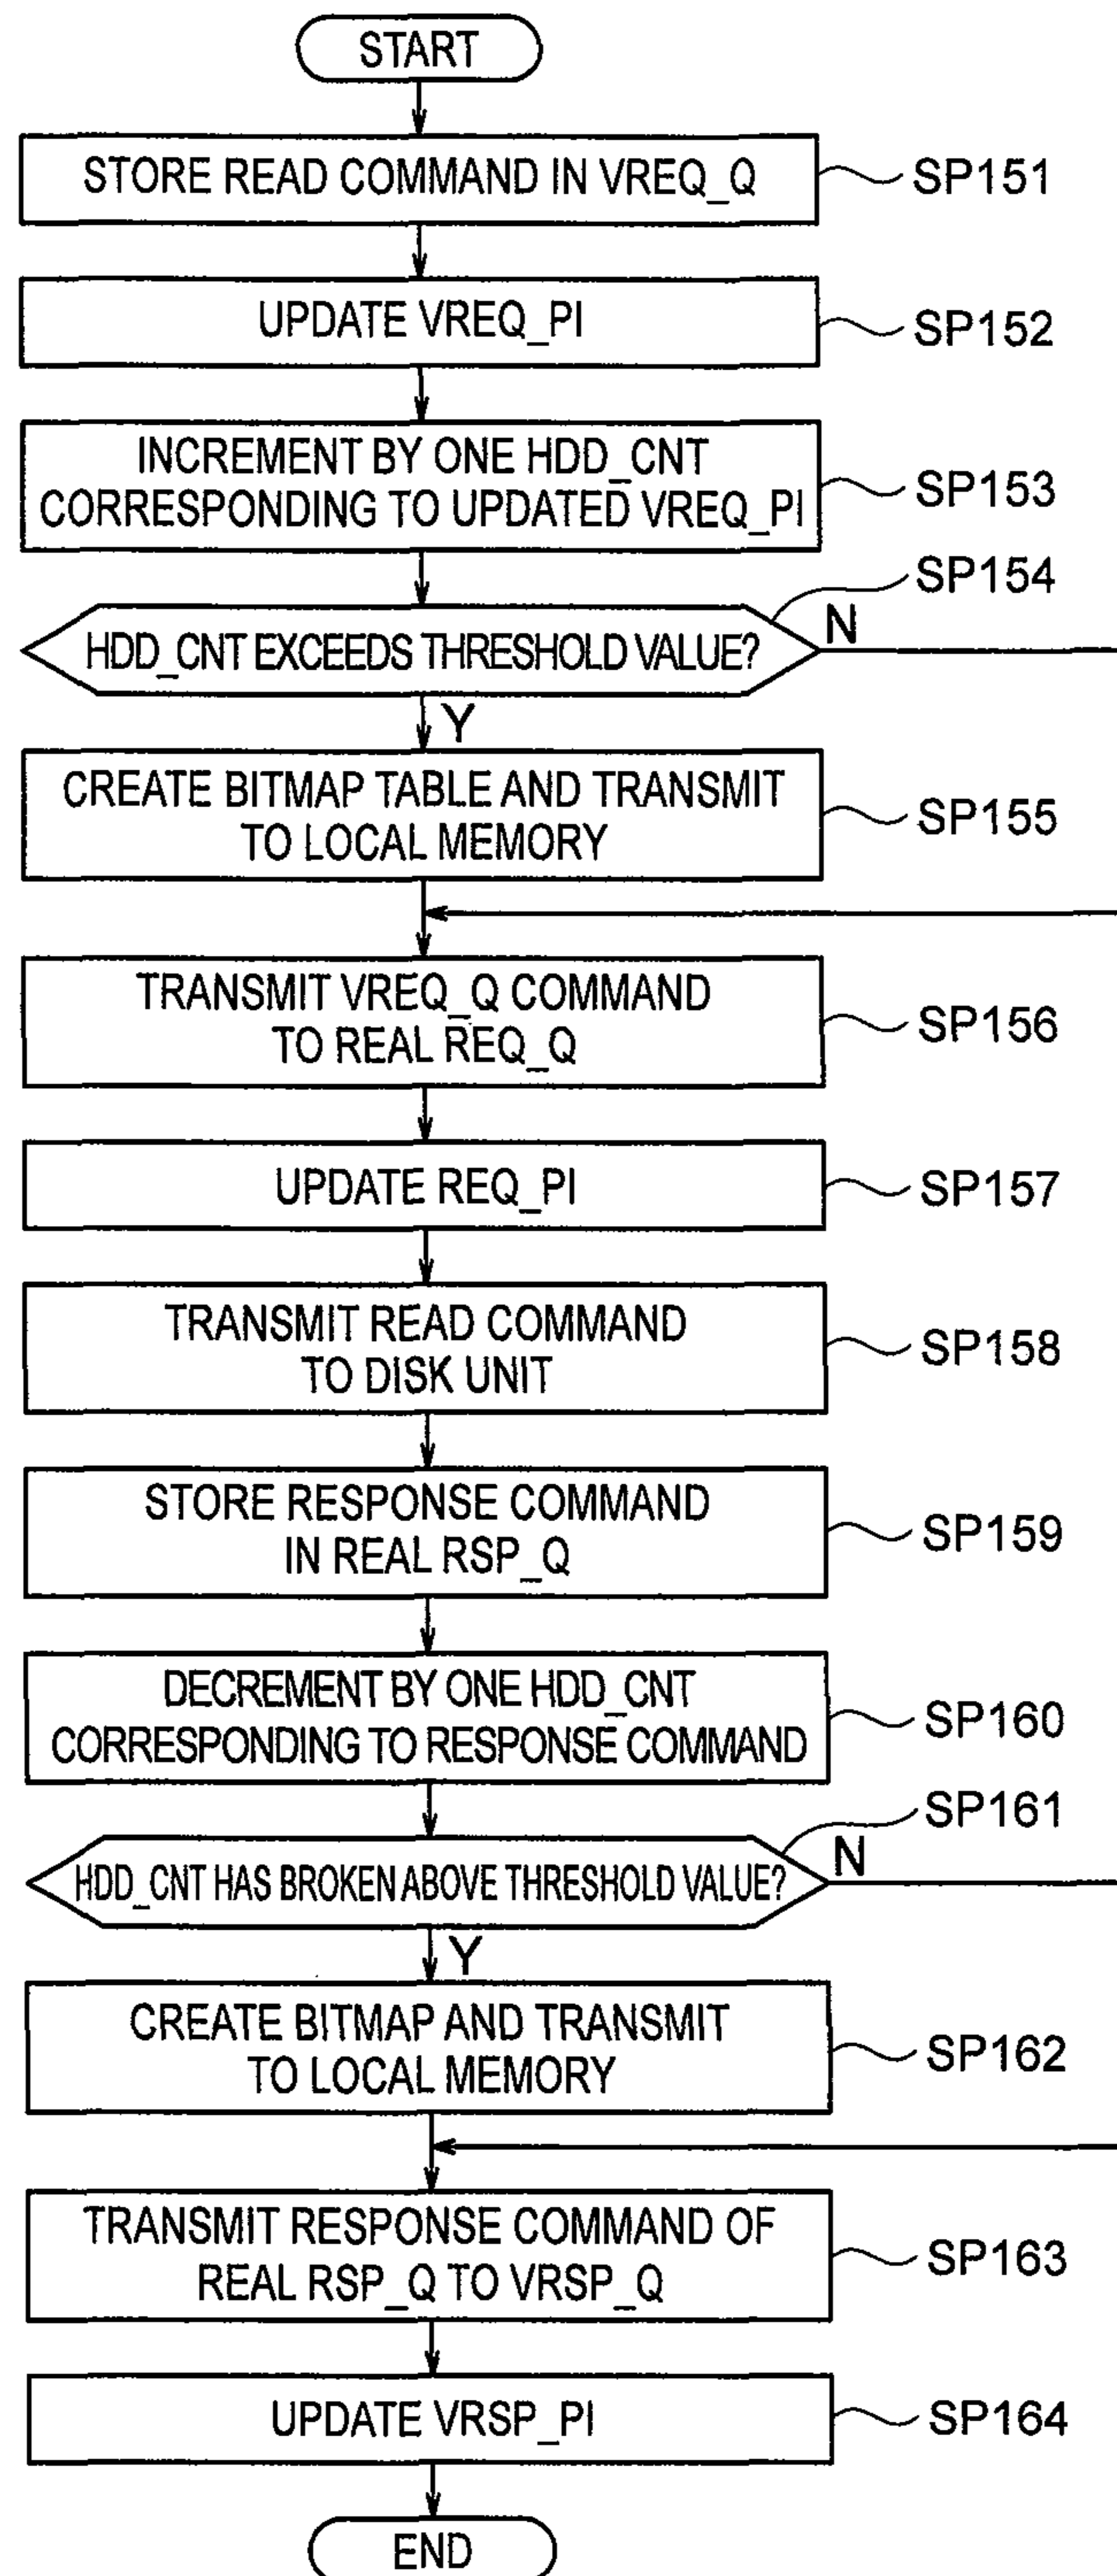 START
STORE READ COMMAND IN VREQ_Q
SP151
UPDATE VREQ_PI
SP152
INCREMENT BY ONE HDD_CNT
CORRESPONDING TO UPDATED VREQ_PI
SP153
SP154
HDD_CNT EXCEEDS THRESHOLD VALUE?
N
Y
CREATE BITMAP TABLE AND TRANSMIT
TO LOCAL MEMORY
SP155
TRANSMIT VREQ_Q COMMAND
TO REAL REQ_Q
SP156
UPDATE REQ_PI
SP157
TRANSMIT READ COMMAND
TO DISK UNIT
SP158
STORE RESPONSE COMMAND
IN REAL RSP_Q
SP159
DECREMENT BY ONE HDD_CNT
CORRESPONDING TO RESPONSE COMMAND
SP160
SP161
HDD_CNT HAS BROKEN ABOVE THRESHOLD VALUE?
N
Y
CREATE BITMAP AND TRANSMIT
TO LOCAL MEMORY
SP162
TRANSMIT RESPONSE COMMAND OF
REAL RSP_Q TO VRSP_Q
SP163
UPDATE VRSP_PI
SP164
END